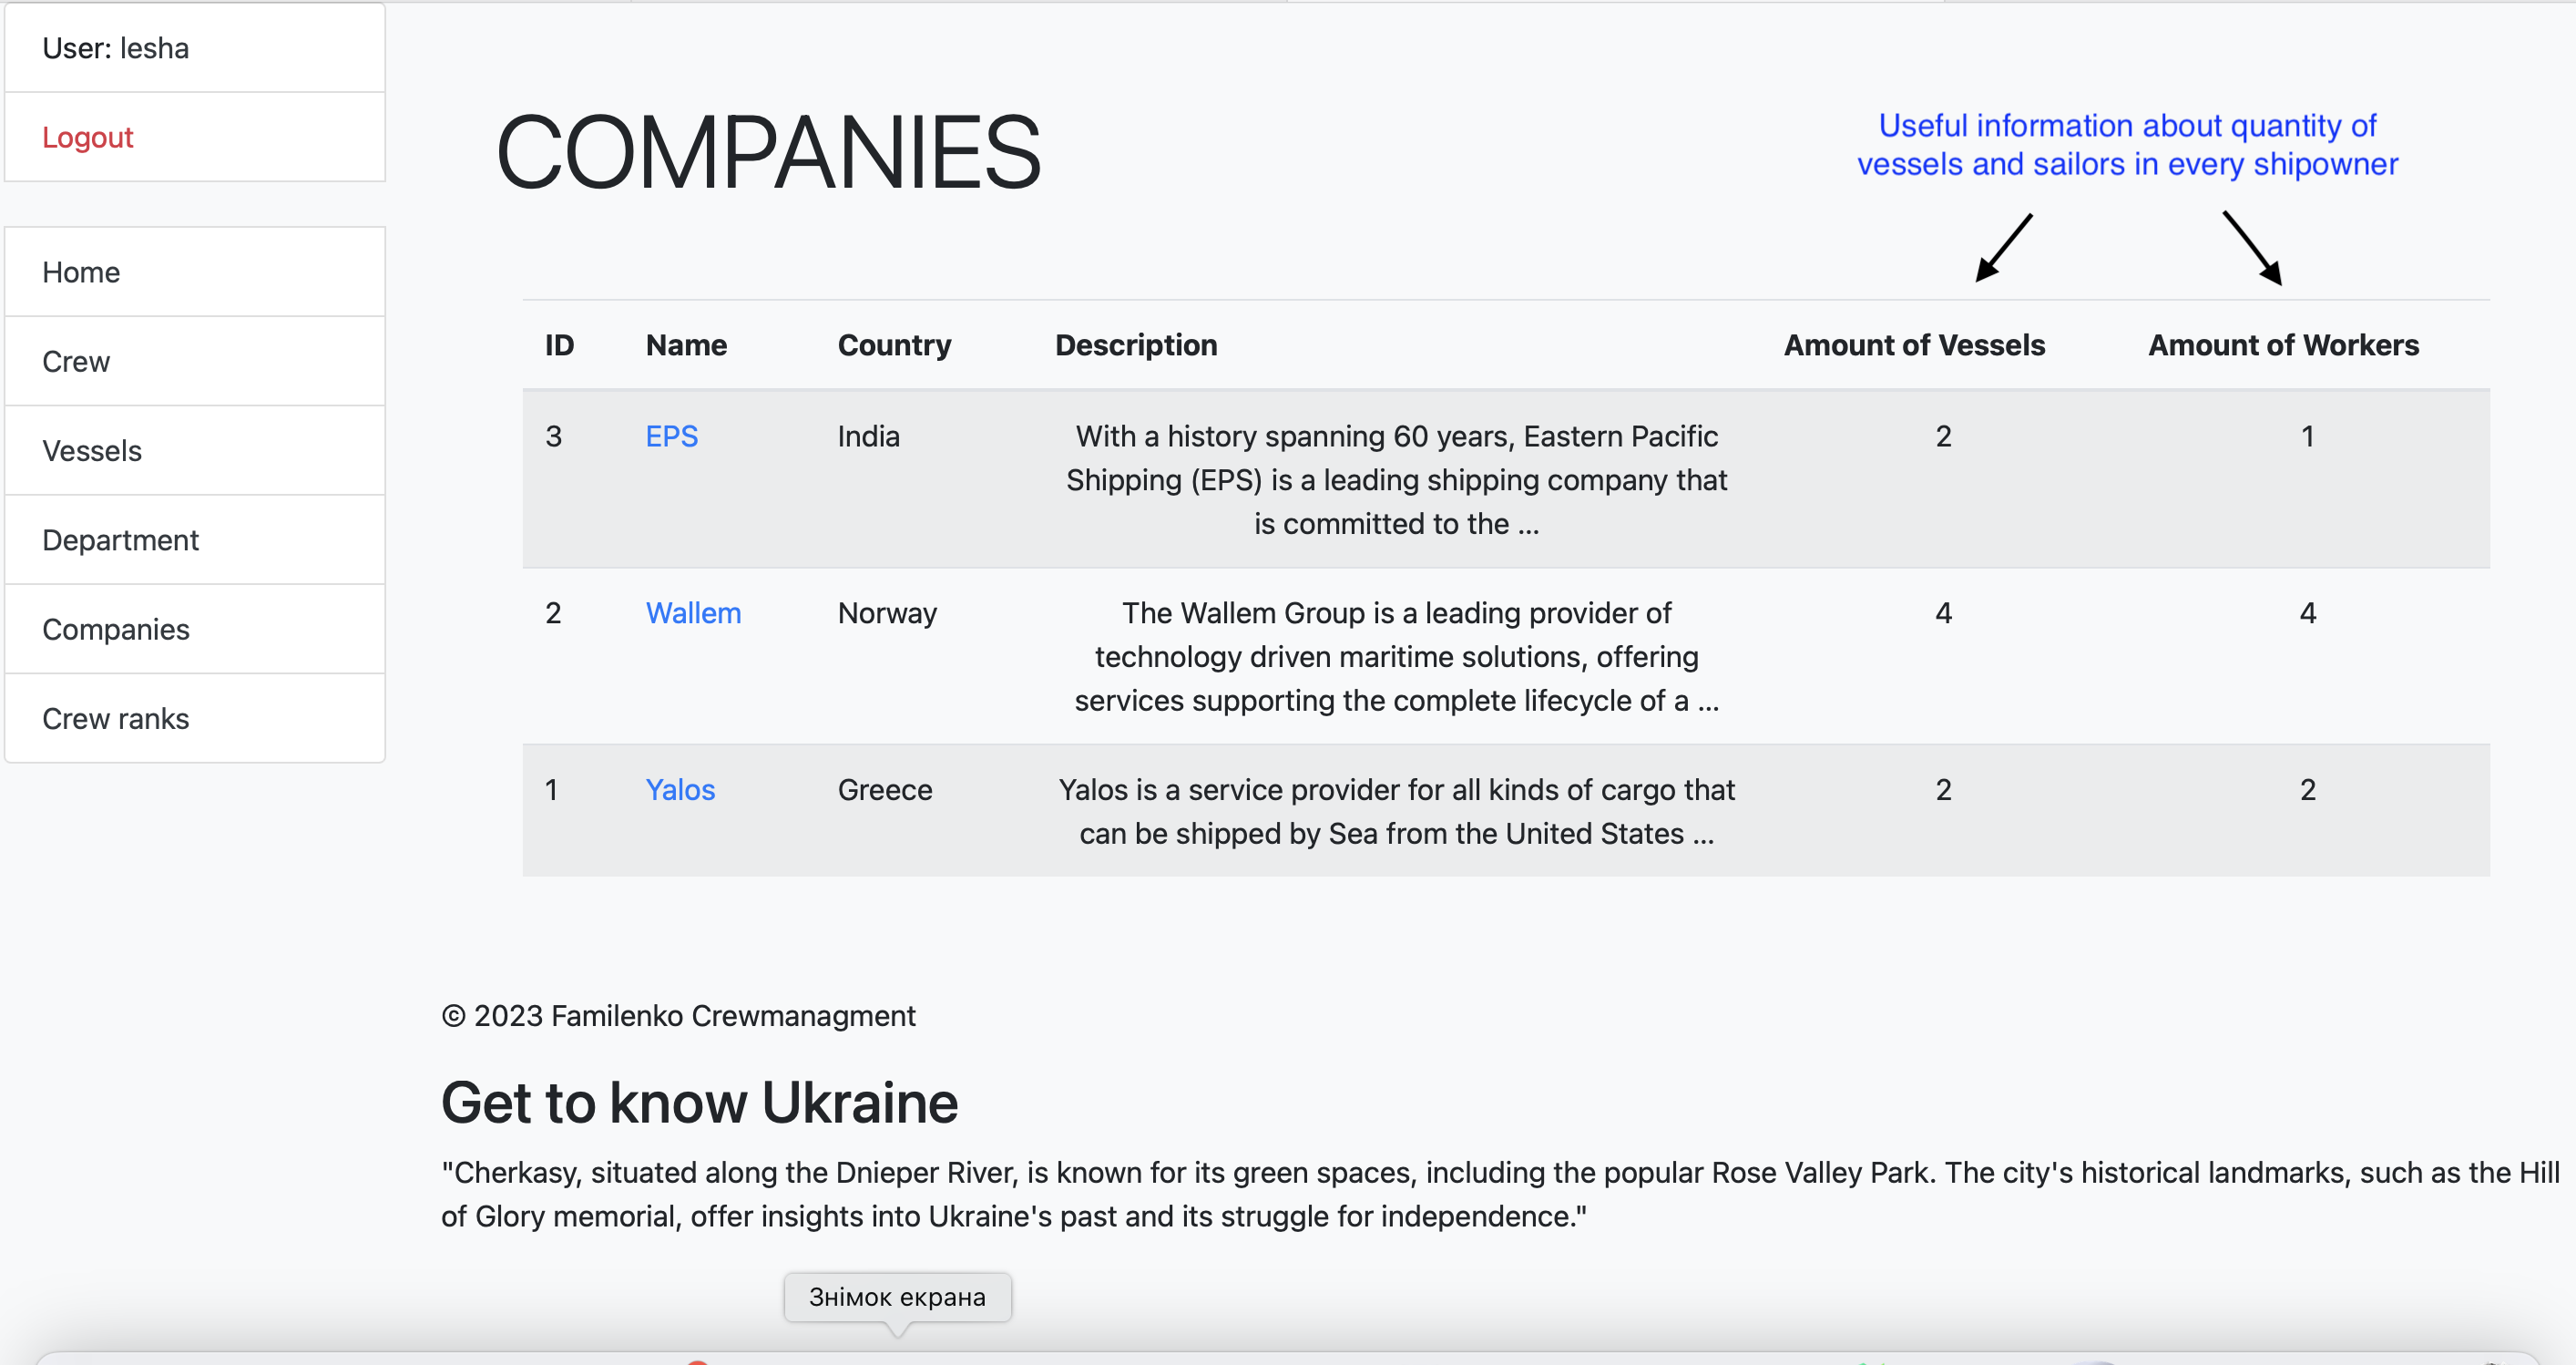 User: lesha
Logout
Home
Crew
Vessels
Department
Companies
Crew ranks
COMPANIES
Useful information about quantity of
vessels and sailors in every shipowner
ID Name Country Description Amount of Vessels Amount of Workers
3 EPS India With a history spanning 60 years, Eastern Pacific 2 1
Shipping (EPS) is a leading shipping company that
is committed to the ...
2 Wallem Norway The Wallem Group is a leading provider of 4 4
technology driven maritime solutions, offering
services supporting the complete lifecycle of a ...
1 Yalos Greece Yalos is a service provider for all kinds of cargo that 2 2
can be shipped by Sea from the United States ...
© 2023 Familenko Crewmanagment
Get to know Ukraine
"Cherkasy, situated along the Dnieper River, is known for its green spaces, including the popular Rose Valley Park. The city's historical landmarks, such as the Hill
of Glory memorial, offer insights into Ukraine's past and its struggle for independence."
Знімок екрана